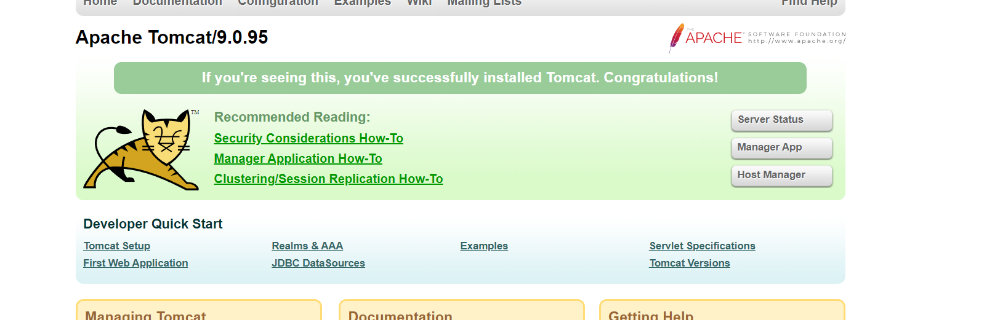 Home Documentation Configuration Examples Wiki Mailing Lists Find Help
Apache Tomcat/9.0.95
THE
APACHE® SOFTWARE FOUNDATION
http://www.apache.org/
If you're seeing this, you've successfully installed Tomcat. Congratulations!
TM
Recommended Reading:
Security Considerations How-To
Manager Application How-To
Clustering/Session Replication How-To
Server Status
Manager App
Host Manager
Developer Quick Start
Tomcat Setup Realms & AAA Examples Servlet Specifications
First Web Application JDBC DataSources Tomcat Versions
Managing Tomcat Documentation Getting Help